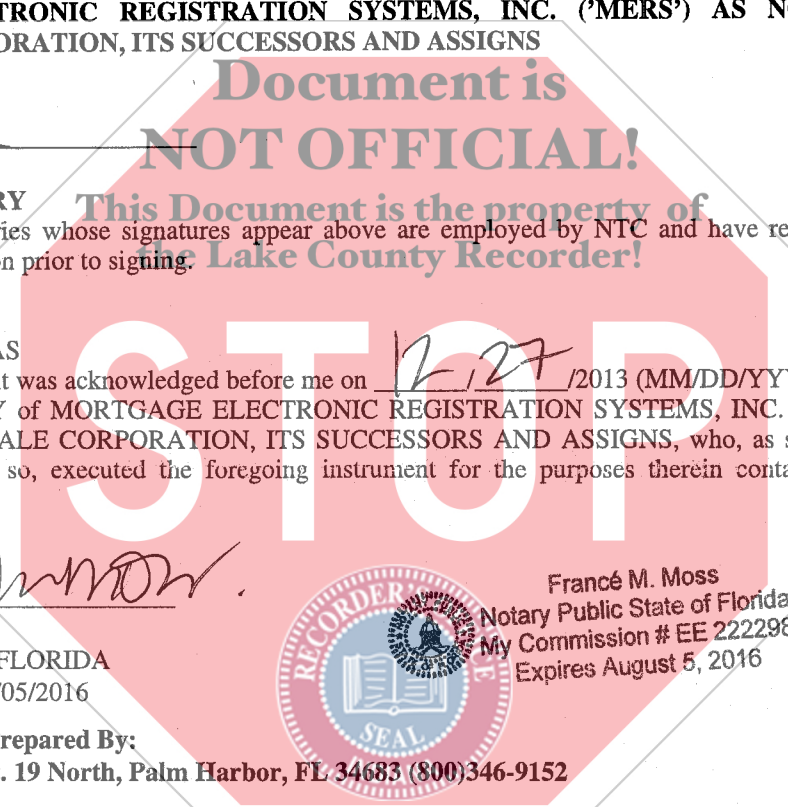 TRONIC REGISTRATION SYSTEMS, INC. ('MERS') AS N
ORATION, ITS SUCCESSORS AND ASSIGNS
Document is
NOT OFFICIAL!
RY
This Document is the property of
ries whose signatures appear above are employed by NTC and have re
n prior to signing.
the Lake County Recorder!
STOP
AS
t was acknowledged before me on 12/27/2013 (MM/DD/YYY
Y of MORTGAGE ELECTRONIC REGISTRATION SYSTEMS, INC.
ALE CORPORATION, ITS SUCCESSORS AND ASSIGNS, who, as s
so, executed the foregoing instrument for the purposes therein conta
Francé M. Moss
Notary Public State of Florida
My Commission # EE 222298
Expires August 5, 2016
RECORDER
SEAL
FLORIDA
/05/2016
repared By:
. 19 North, Palm Harbor, FL 34683 (800)346-9152